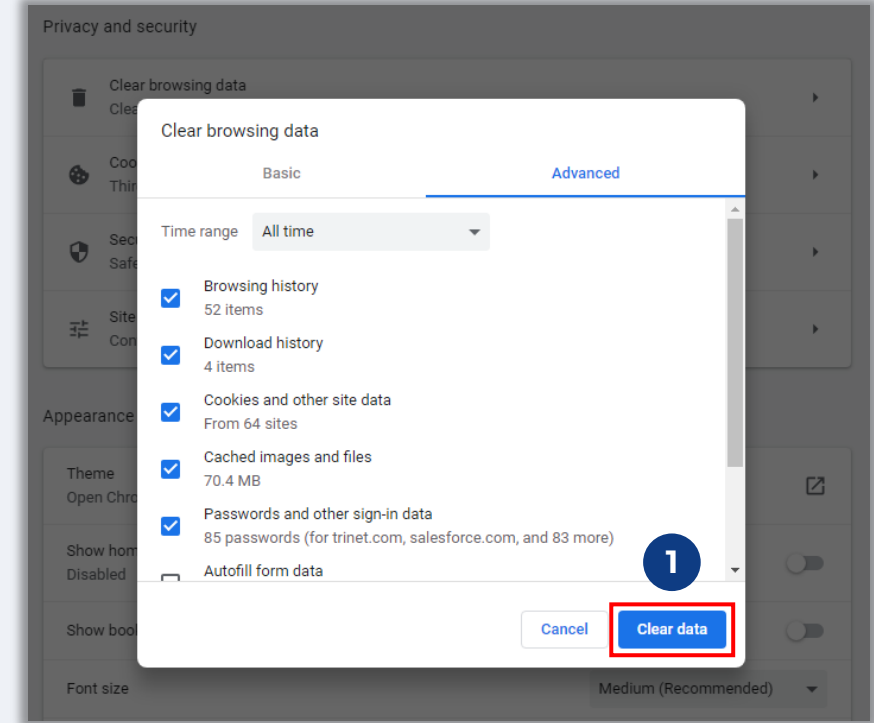 Privacy and security
Clear browsing data
Clea
Clear browsing data
Basic
Advanced
Coo
Thir
Time range
All time
Secu
Safe
Browsing history
52 items
Site
Con
Download history
4 items
Cookies and other site data
From 64 sites
Appearance
Cached images and files
70.4 MB
Theme
Open Chro
Passwords and other sign-in data
85 passwords (for trinet.com, salesforce.com, and 83 more)
Show hom
Disabled
Autofill form data
1
Show bool
Cancel
Clear data
Font size
Medium (Recommended)